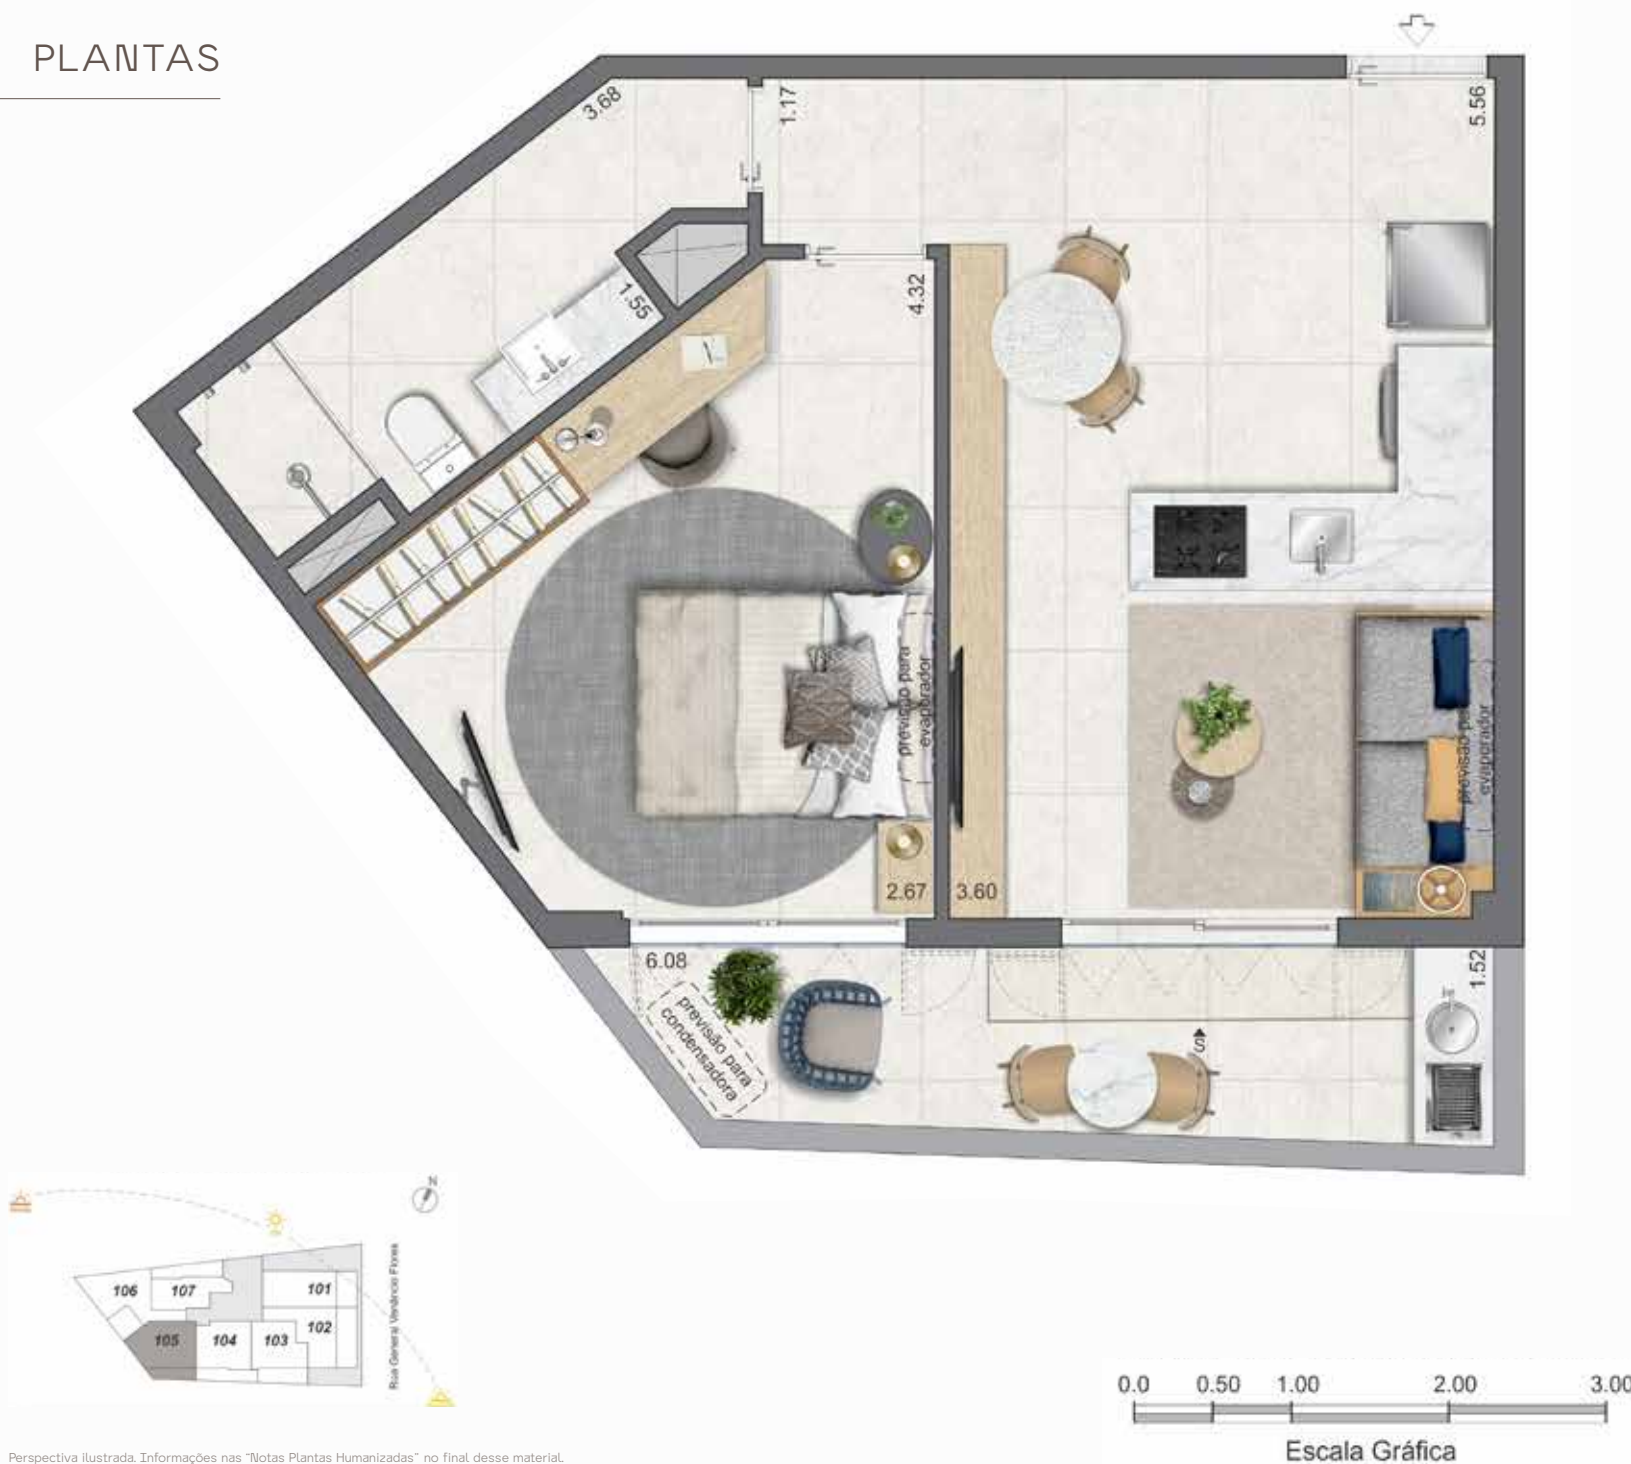 PLANTAS
3.68
1.17
5.56
1.55
4.32
previsão para
evaporador
previsão para
evaporador
2.67
3.60
6.08
1.52
previsão para
condensadora
S
N
106
107
101
102
105
104
103
Rua General Venâncio Flores
0.0 0.50 1.00 2.00 3.00
Escala Gráfica
Perspectiva ilustrada. Informações nas "Notas Plantas Humanizadas" no final desse material.